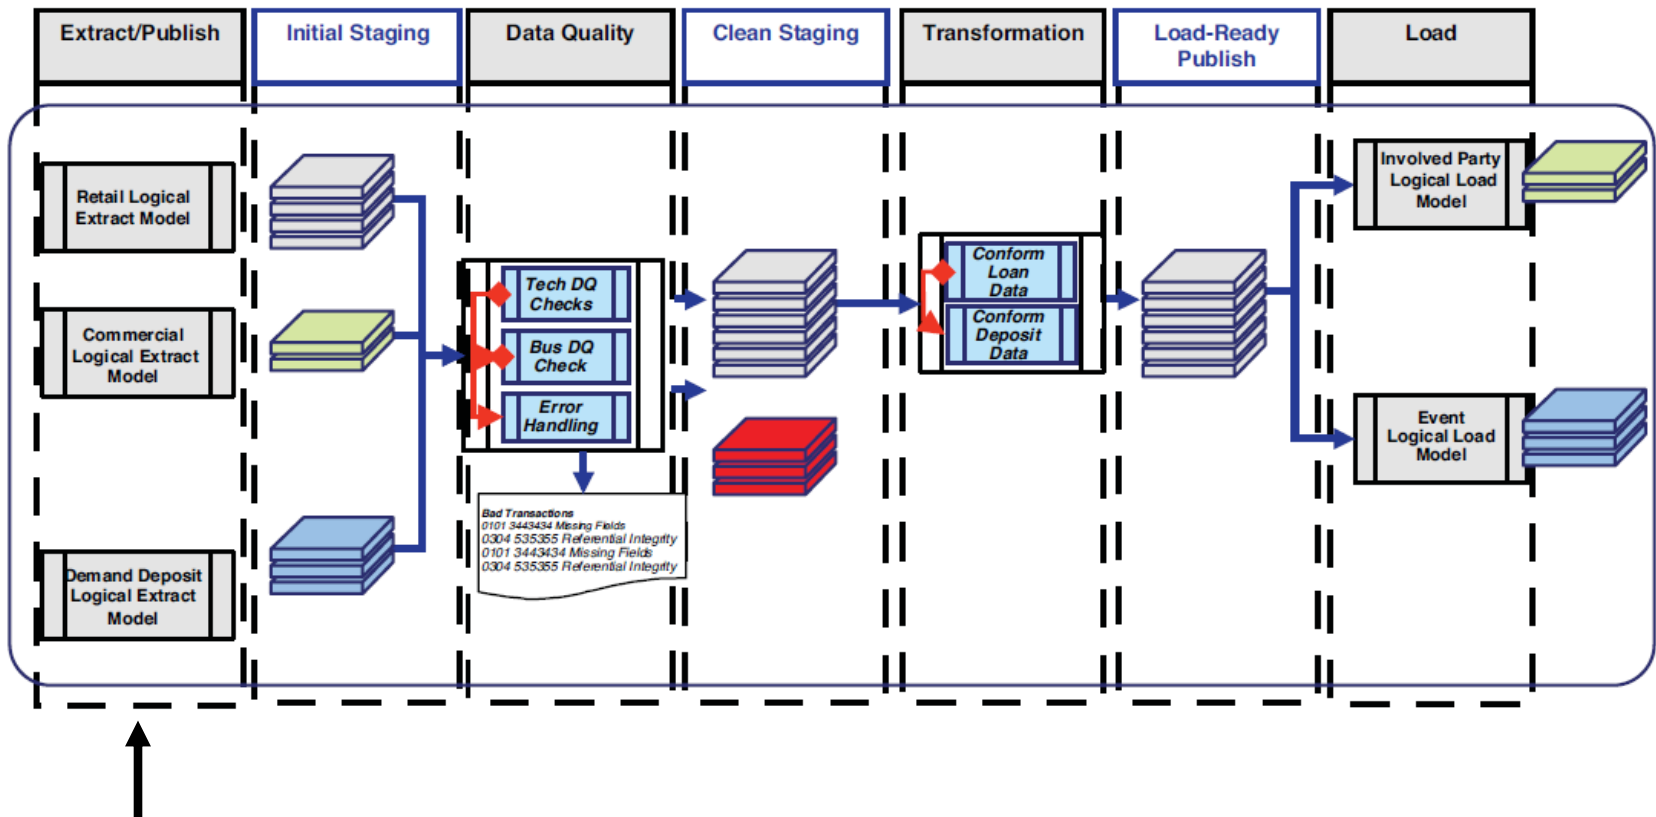 Extract/Publish
Initial Staging
Data Quality
Clean Staging
Transformation
Load-Ready
Publish
Load
Retail Logical
Extract Model
Commercial
Logical Extract
Model
Demand Deposit
Logical Extract
Model
Tech DQ
Checks
Bus DQ
Check
Error
Handling
Bad Transactions
0101 3443434 Missing Fields
0304 535355 Referential Integrity
0101 3443434 Missing Fields
0304 535355 Referential Integrity
Conform
Loan
Data
Conform
Deposit
Data
Involved Party
Logical Load
Model
Event
Logical Load
Model